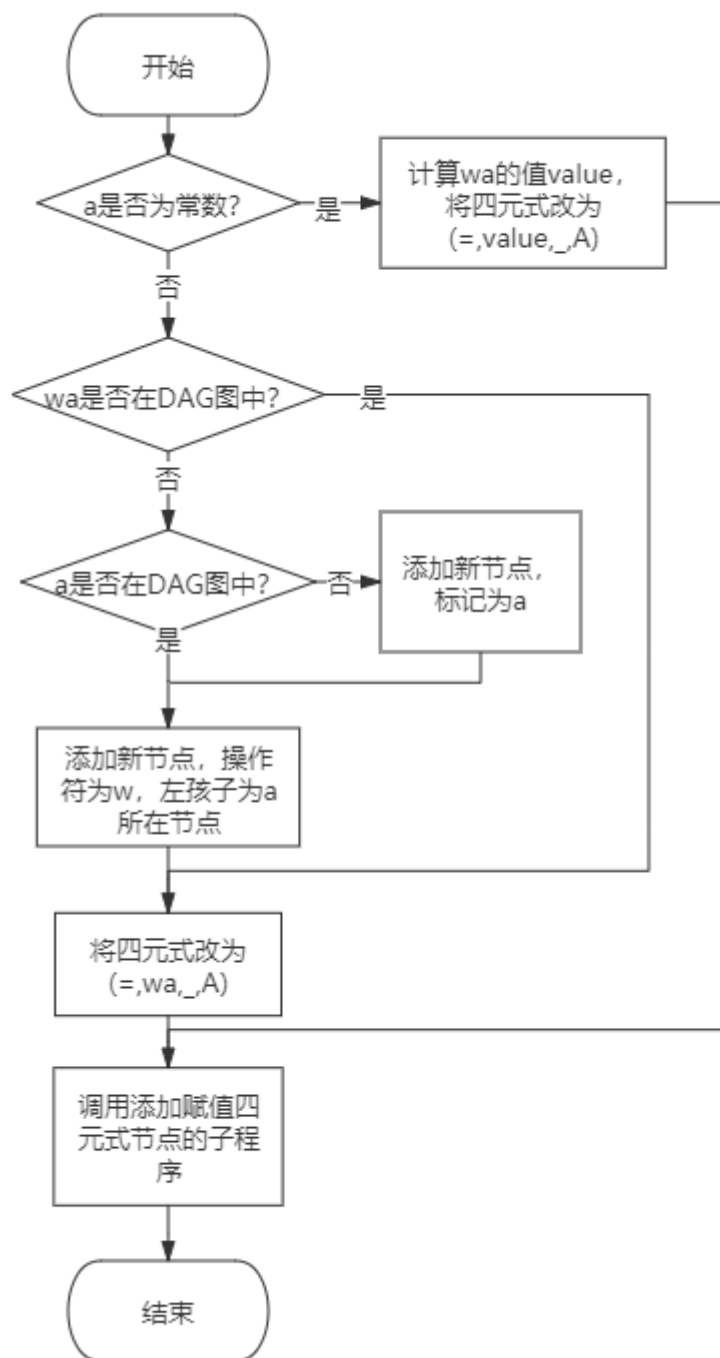 开始
a是否为常数？
是
计算wa的值value，
将四元式改为
(=,value,_,A)
否
wa是否在DAG图中？
是
否
a是否在DAG图中？
否
添加新节点，
标记为a
是
添加新节点，操作
符为w，左孩子为a
所在节点
将四元式改为
(=,wa,_,A)
调用添加赋值四
元式节点的子程
序
结束